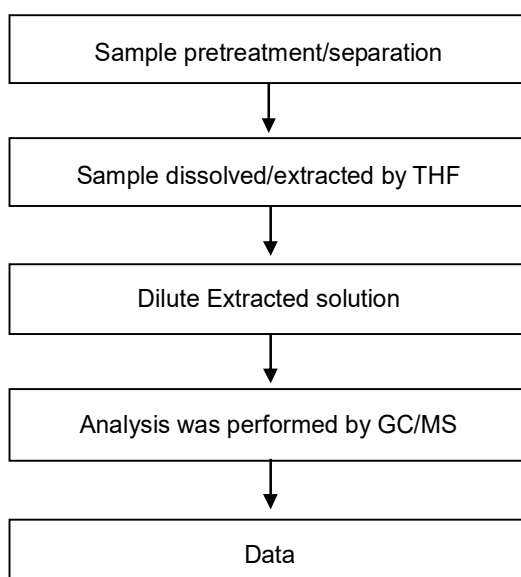 Sample pretreatment/separation
Sample dissolved/extracted by THF
Dilute Extracted solution
Analysis was performed by GC/MS
Data